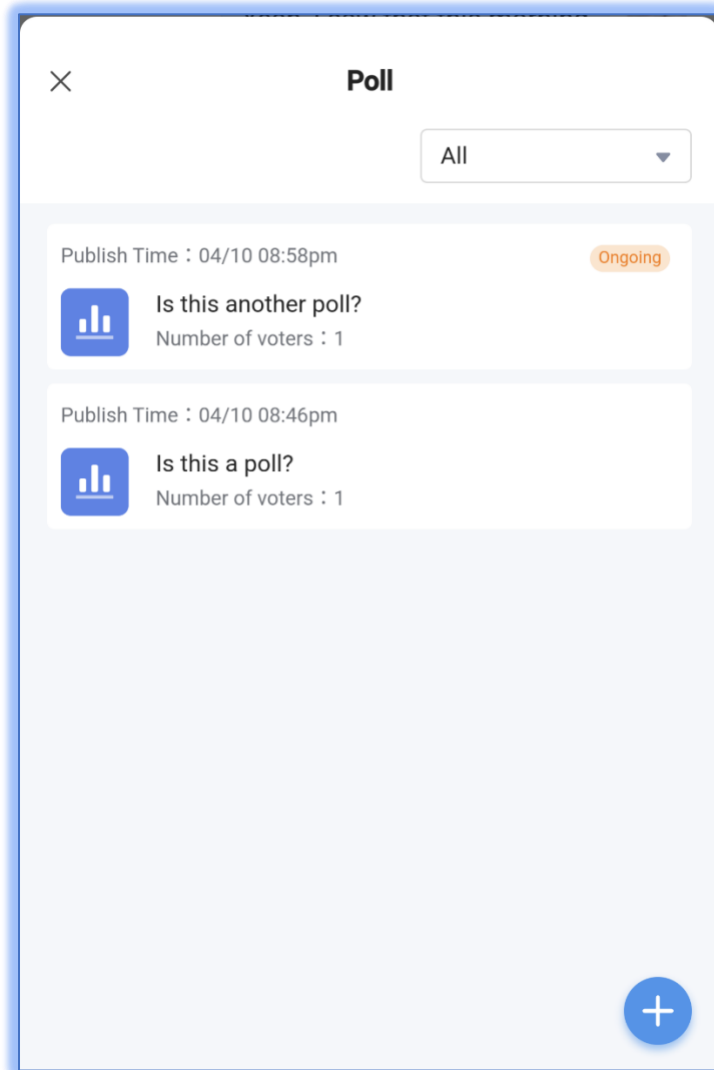 Poll
All
Publish Time：04/10 08:58pm
Ongoing
Is this another poll?
Number of voters：1
Publish Time：04/10 08:46pm
Is this a poll?
Number of voters：1